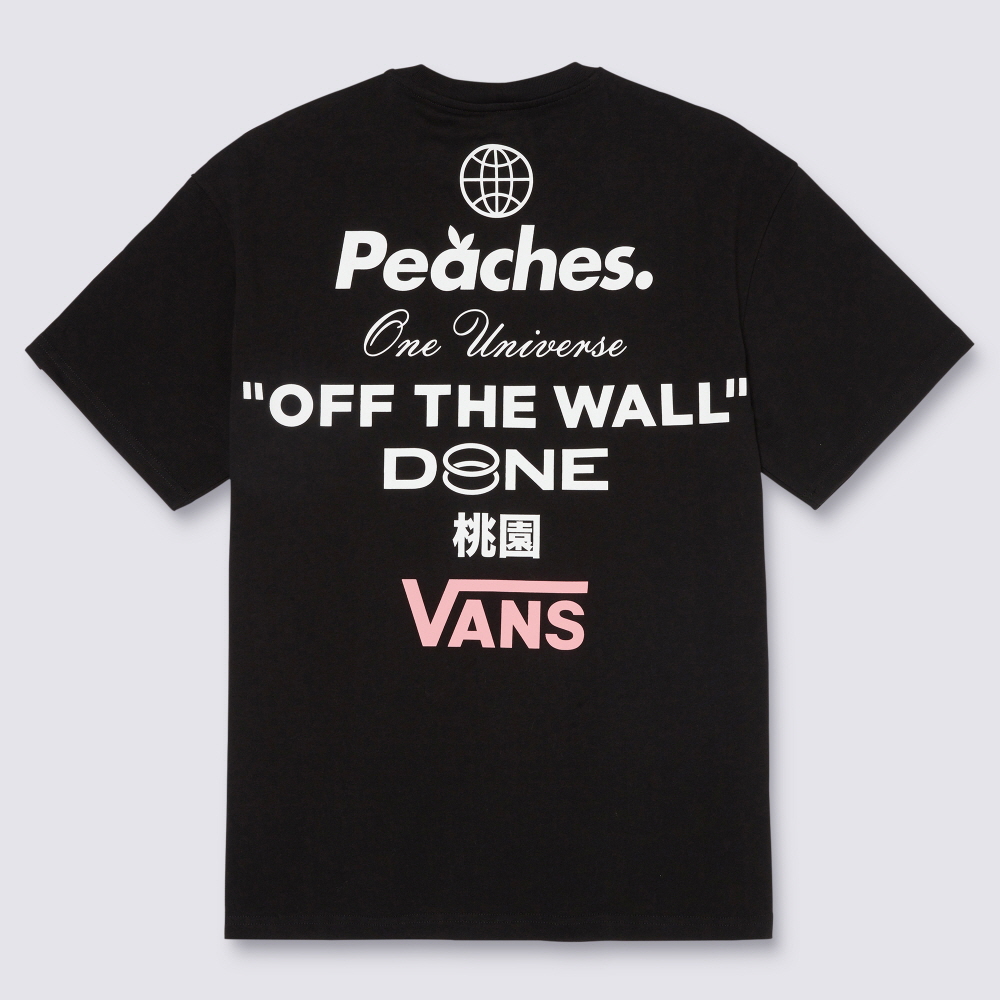 Peaches.
One Universe
"OFF THE WALL"
DONE
桃園
VANS